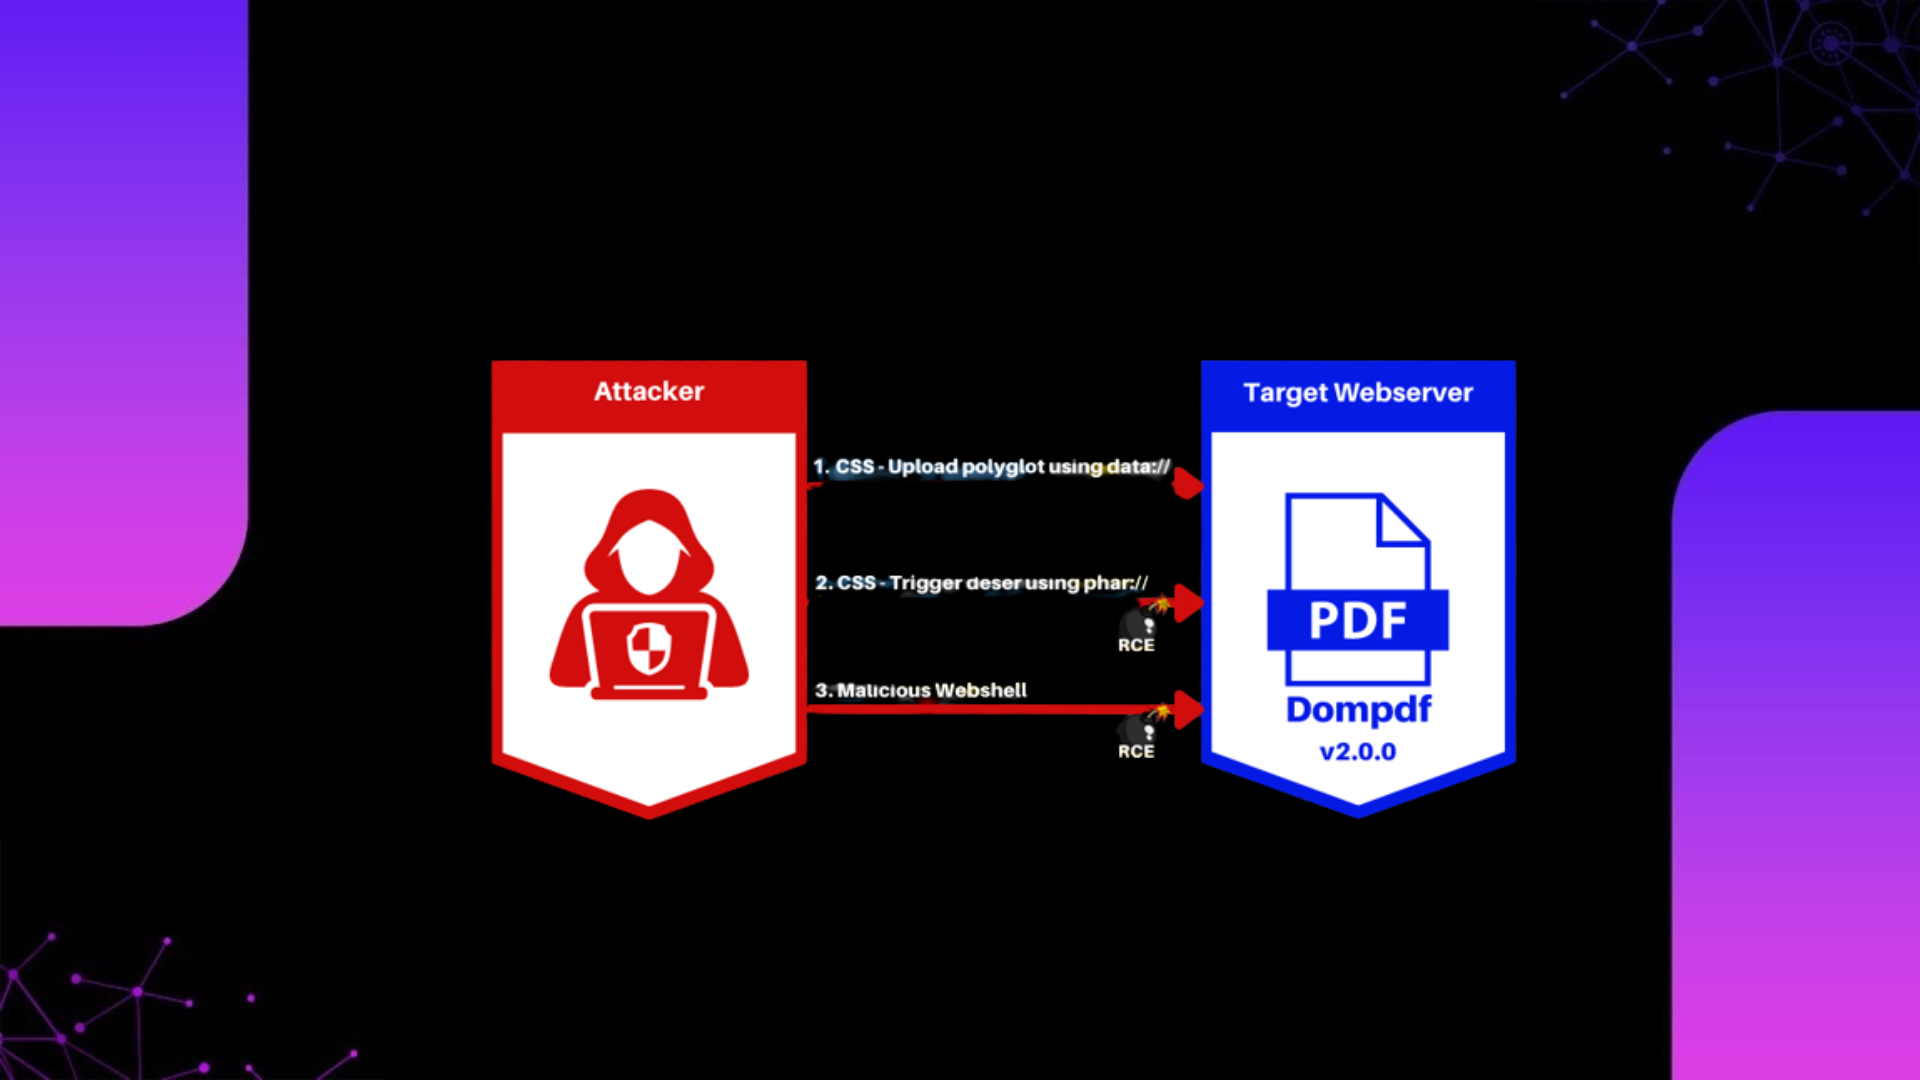 Attacker
Target Webserver
1. CSS - Upload polyglot using data://
2. CSS - Trigger deser using phar://
RCE
3. Malicious Webshell
RCE
PDF
Dompdf
v2.0.0